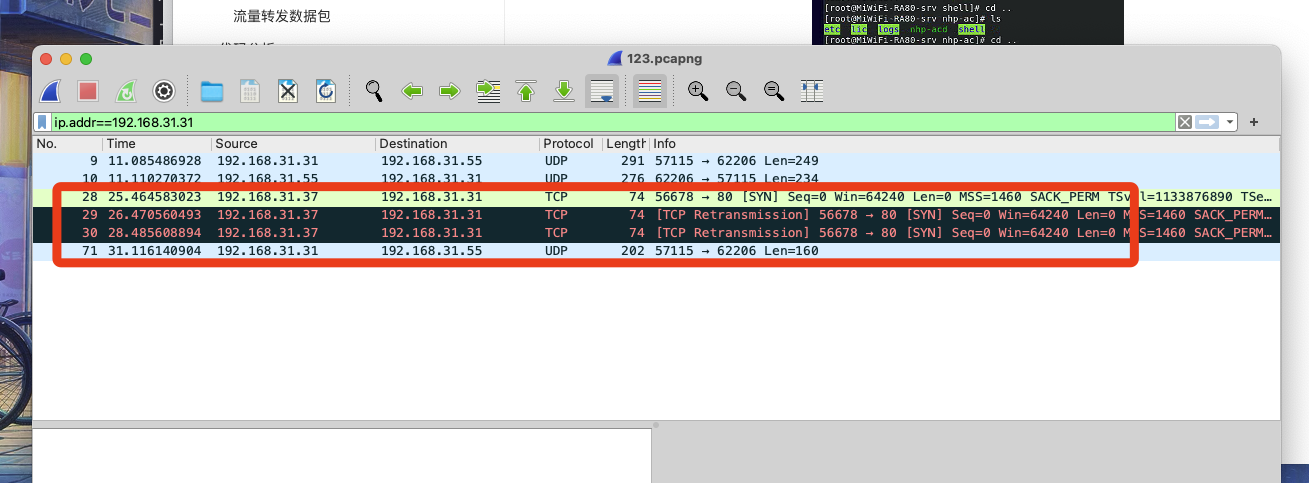 流量转发数据包
[root@MiWiFi-RA80-srv shell]# cd ..
[root@MiWiFi-RA80-srv nhp-ac]# ls
etc lic logs nhp-acd shell
[root@MiWiFi-RA80-srv nhp-ac]# cd ..
123.pcapng
ip.addr==192.168.31.31
No. Time Source Destination Protocol Length Info
9 11.085486928 192.168.31.31 192.168.31.55 UDP 291 57115 → 62206 Len=249
10 11.110270372 192.168.31.55 192.168.31.31 UDP 276 62206 → 57115 Len=234
28 25.464583023 192.168.31.37 192.168.31.31 TCP 74 56678 → 80 [SYN] Seq=0 Win=64240 Len=0 MSS=1460 SACK_PERM TSval=1133876890 TSe…
29 26.470560493 192.168.31.37 192.168.31.31 TCP 74 [TCP Retransmission] 56678 → 80 [SYN] Seq=0 Win=64240 Len=0 MSS=1460 SACK_PERM…
30 28.485608894 192.168.31.37 192.168.31.31 TCP 74 [TCP Retransmission] 56678 → 80 [SYN] Seq=0 Win=64240 Len=0 MSS=1460 SACK_PERM…
71 31.116140904 192.168.31.31 192.168.31.55 UDP 202 57115 → 62206 Len=160